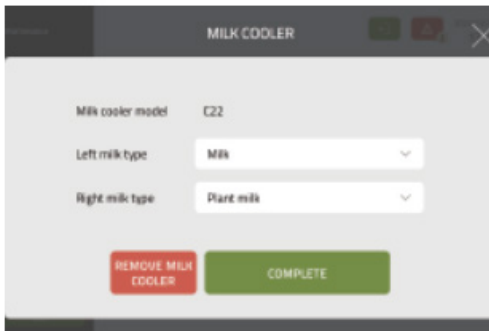 MILK COOLER
Milk cooler model C22
Left milk type Milk
Right milk type Plant milk
REMOVE MILK
COOLER
COMPLETE